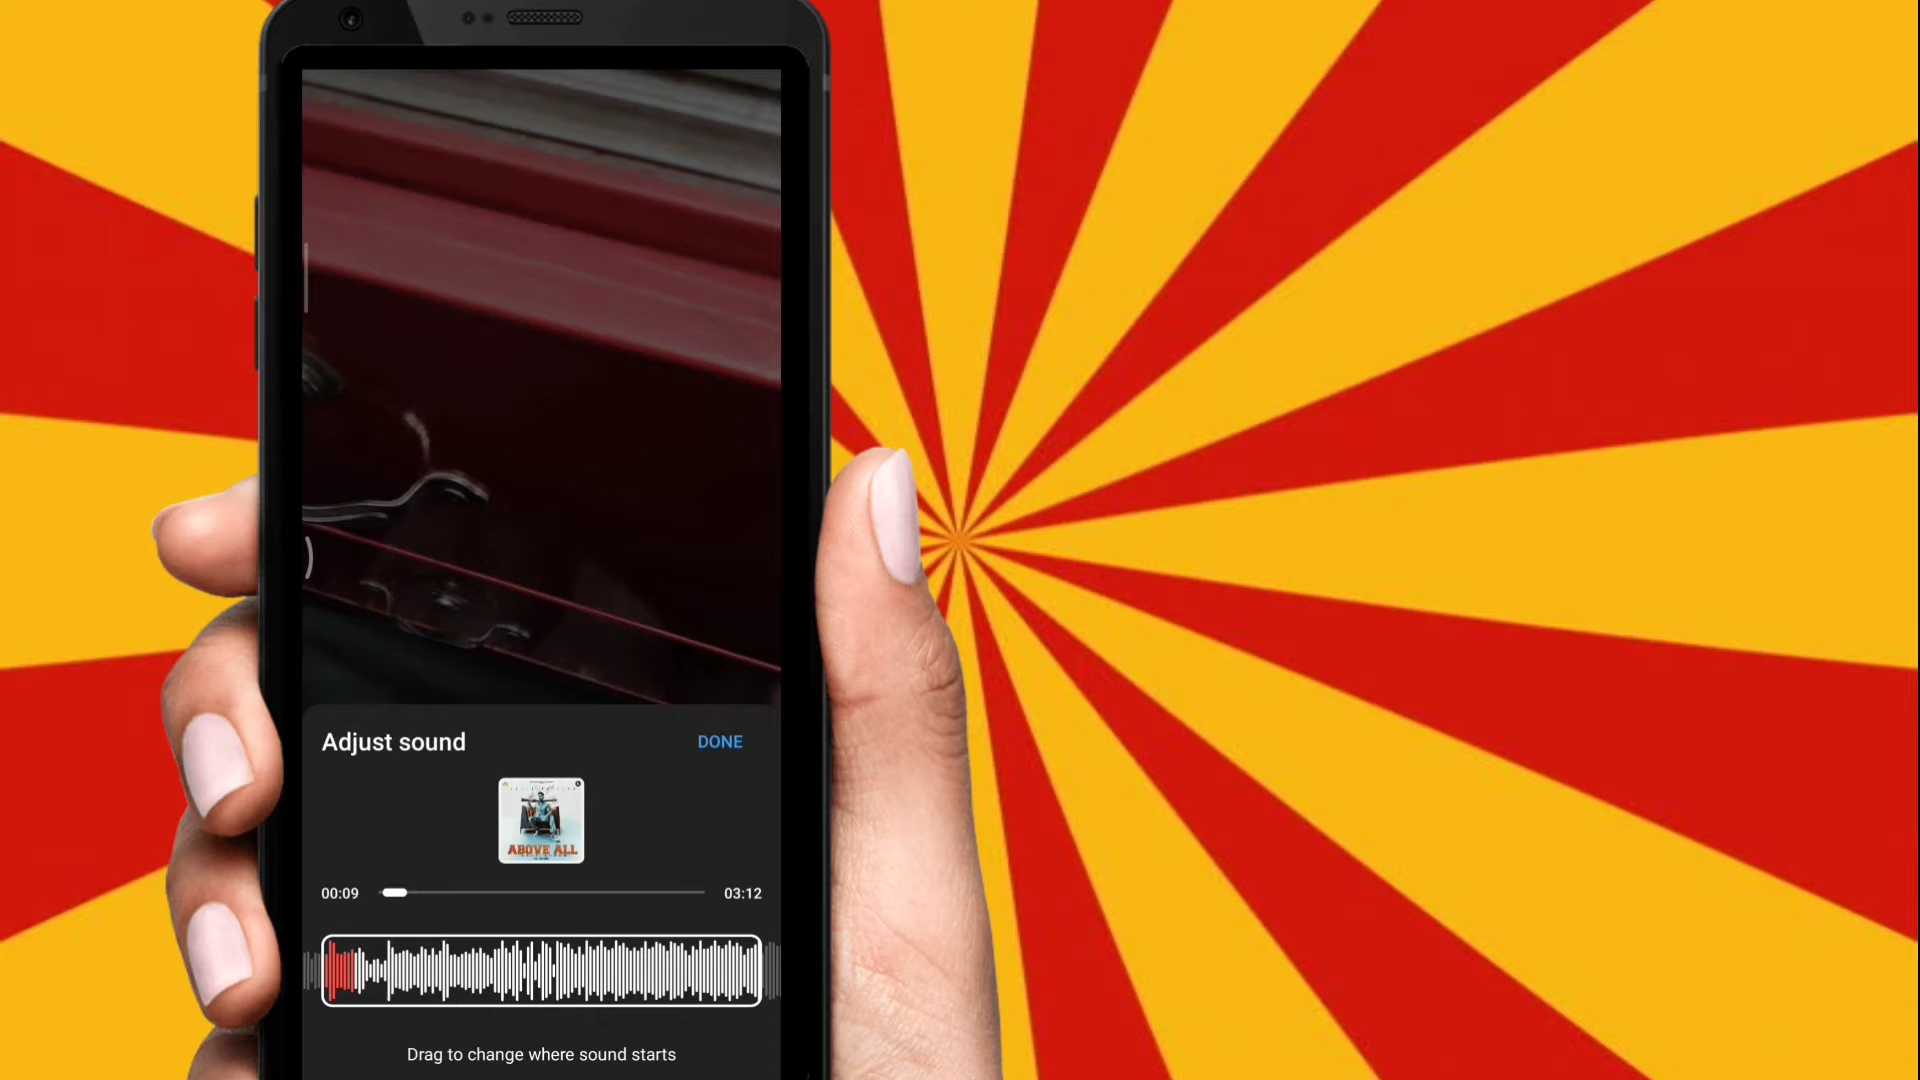 Adjust sound
DONE
ABOVE ALL
00:09
03:12
Drag to change where sound starts